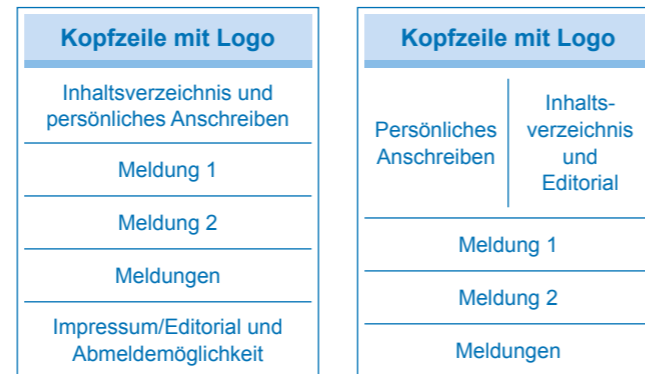 Kopfzeile mit Logo
Inhaltsverzeichnis und
persönliches Anschreiben
Meldung 1
Meldung 2
Meldungen
Impressum/Editorial und
Abmeldemöglichkeit
Kopfzeile mit Logo
Persönliches
Anschreiben
Inhalts-
verzeichnis
und
Editorial
Meldung 1
Meldung 2
Meldungen